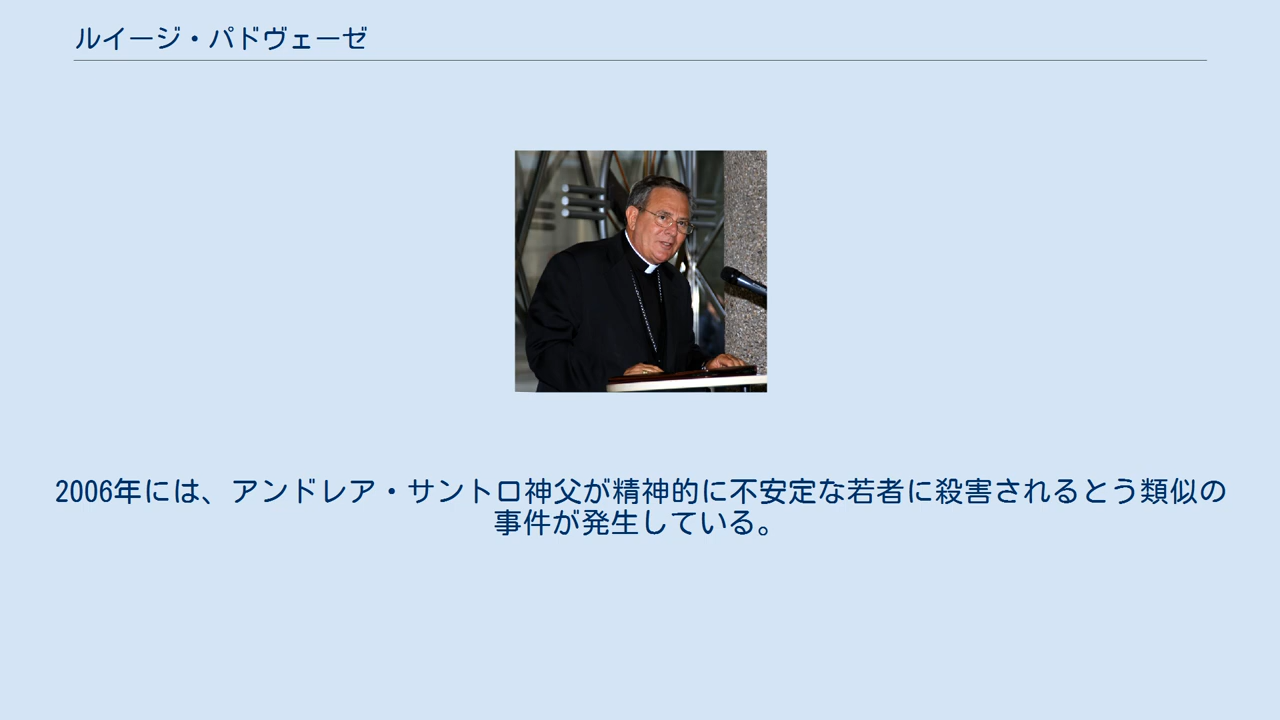 ルイージ・パドヴェーゼ
2006年には、アンドレア・サントロ神父が精神的に不安定な若者に殺害されるとう類似の
事件が発生している。